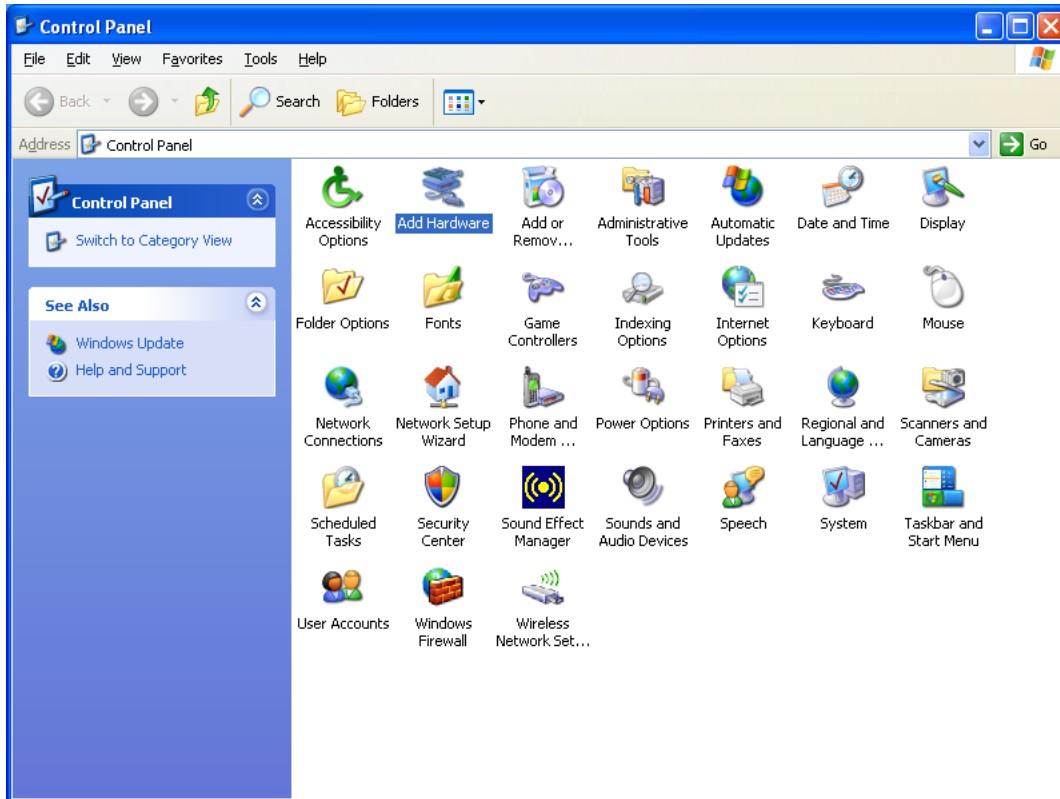 Control Panel
File Edit View Favorites Tools Help
Back Search Folders
Address Control Panel Go
Control Panel
Switch to Category View
See Also
Windows Update
Help and Support
Accessibility Options
Add Hardware
Add or Remov...
Administrative Tools
Automatic Updates
Date and Time
Display
Folder Options
Fonts
Game Controllers
Indexing Options
Internet Options
Keyboard
Mouse
Network Connections
Network Setup Wizard
Phone and Modem ...
Power Options
Printers and Faxes
Regional and Language ...
Scanners and Cameras
Scheduled Tasks
Security Center
Sound Effect Manager
Sounds and Audio Devices
Speech
System
Taskbar and Start Menu
User Accounts
Windows Firewall
Wireless Network Set...